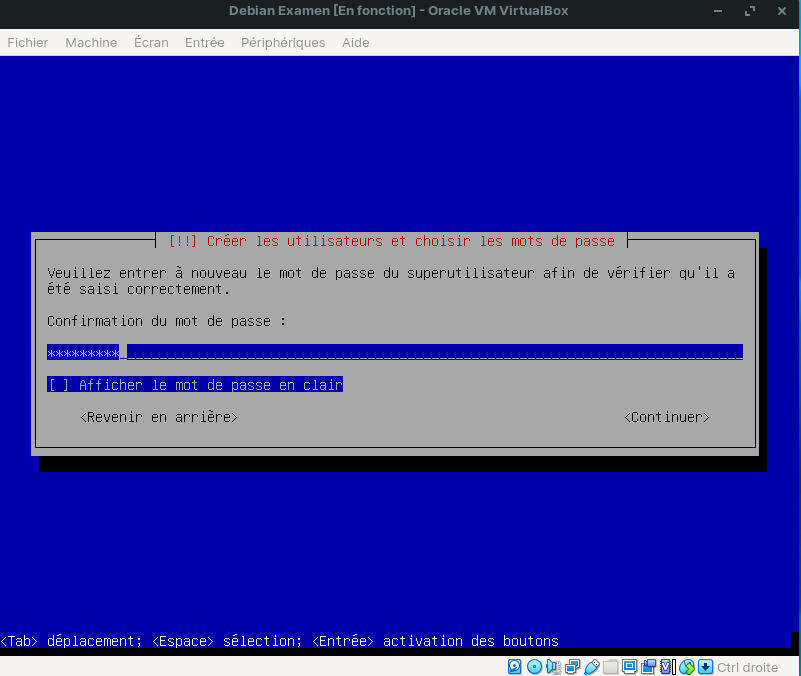 Debian Examen [En fonction] - Oracle VM VirtualBox
Fichier Machine Écran Entrée Périphériques Aide
[!!] Créer les utilisateurs et choisir les mots de passe
Veuillez entrer à nouveau le mot de passe du superutilisateur afin de vérifier qu'il a
été saisi correctement.
Confirmation du mot de passe :
*********
[ ] Afficher le mot de passe en clair
<Revenir en arrière> <Continuer>
<Tab> déplacement; <Espace> sélection; <Entrée> activation des boutons
Ctrl droite